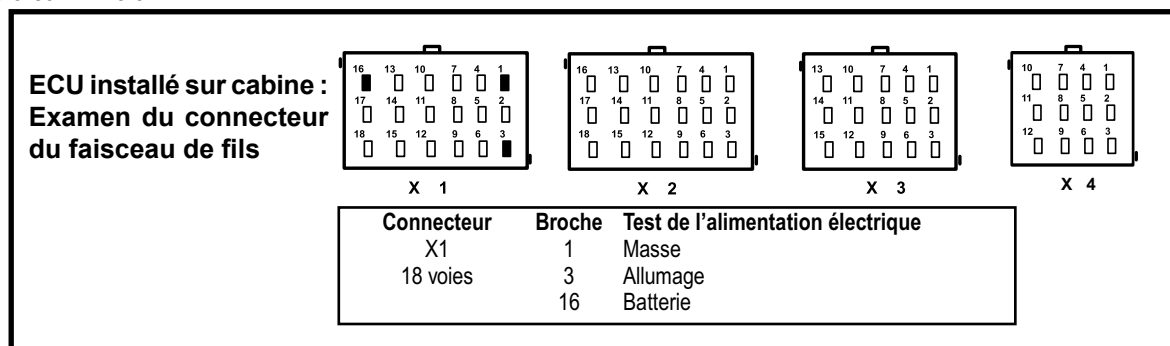 ECU installé sur cabine :
Examen du connecteur
du faisceau de fils
16 13 10 7 4 1
17 14 11 8 5 2
18 15 12 9 6 3
X 1
16 13 10 7 4 1
17 14 11 8 5 2
18 15 12 9 6 3
X 2
13 10 7 4 1
14 11 8 5 2
15 12 9 6 3
X 3
10 7 4 1
11 8 5 2
12 9 6 3
X 4
Connecteur Broche Test de l’alimentation électrique
X1 1 Masse
18 voies 3 Allumage
16 Batterie